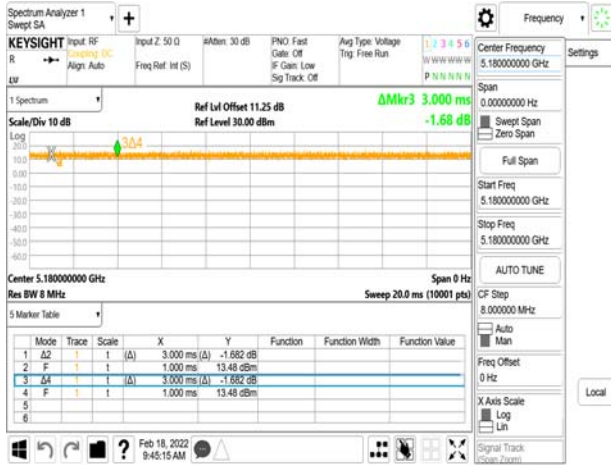 Spectrum Analyzer 1
Swept SA
+
Frequency
KEYSIGHT Input: RF Input Z: 50 Ω #Atten: 30 dB PNO: Fast Avg Type: Voltage 1 2 3 4 5 6
R Coupling: DC Gate: Off Trig: Free Run
Align: Auto Freq Ref: Int (S) IF Gain: Low W W W W W W
LXI Sig Track: Off P N N N N N
Center Frequency
5.180000000 GHz
Settings
1 Spectrum
Ref Lvl Offset 11.25 dB
ΔMkr3 3.000 ms
Scale/Div 10 dB
Ref Level 30.00 dBm
-1.68 dB
Span
0.00000000 Hz
Swept Span
Zero Span
Full Span
Start Freq
5.180000000 GHz
Stop Freq
5.180000000 GHz
AUTO TUNE
CF Step
8.000000 MHz
Auto
Man
Freq Offset
0 Hz
X Axis Scale
Log
Lin
Signal Track
(Span Zoom)
Local
Log
20.0
10.0
0.00
-10.0
-20.0
-30.0
-40.0
-50.0
-60.0
3Δ4
Center 5.180000000 GHz
Span 0 Hz
Res BW 8 MHz
Sweep 20.0 ms (10001 pts)
5 Marker Table
Mode Trace Scale X Y Function Function Width Function Value
1 Δ2 1 t (Δ) 3.000 ms (Δ) -1.682 dB
2 F 1 t 1.000 ms 13.48 dBm
3 Δ4 1 t (Δ) 3.000 ms (Δ) -1.682 dB
4 F 1 t 1.000 ms 13.48 dBm
5
6
Feb 18, 2022
9:45:15 AM